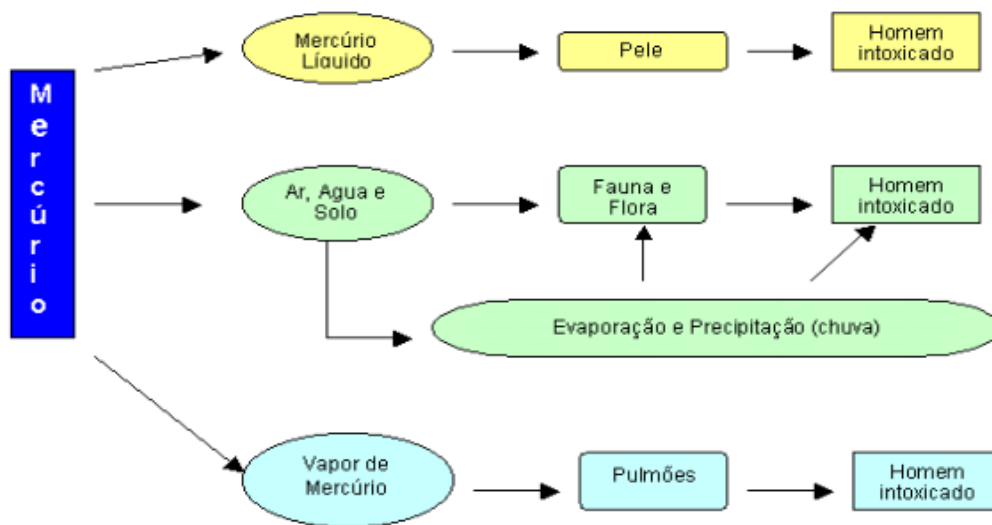 Mercúrio
Mercúrio
Líquido
Pele
Homem
intoxicado
Ar, Agua e
Solo
Fauna e
Flora
Homem
intoxicado
Evaporação e Precipitação (chuva)
Vapor de
Mercúrio
Pulmões
Homem
intoxicado